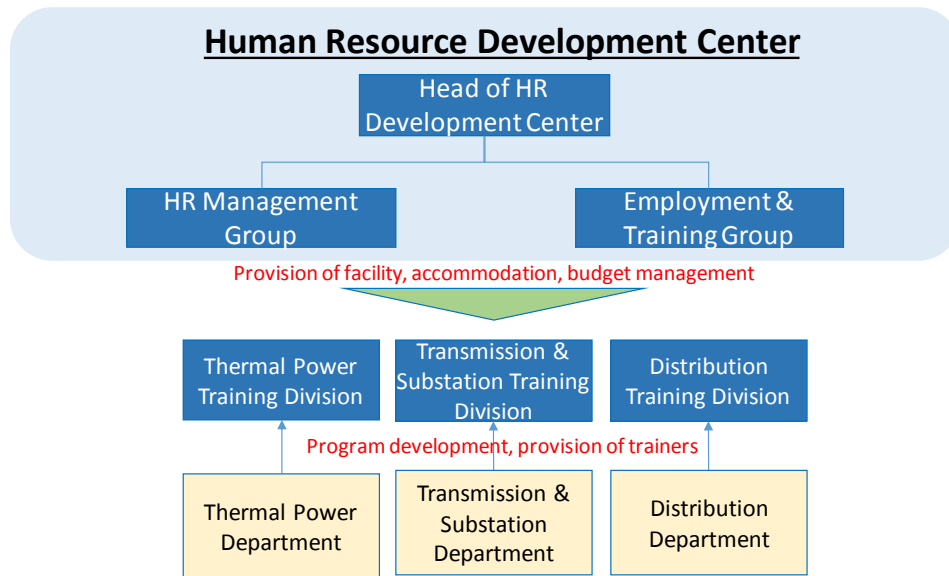 Human Resource Development Center
Head of HR
Development Center
HR Management
Group
Employment &
Training Group
Provision of facility, accommodation, budget management
Thermal Power
Training Division
Transmission &
Substation Training
Division
Distribution
Training Division
Program development, provision of trainers
Thermal Power
Department
Transmission &
Substation
Department
Distribution
Department